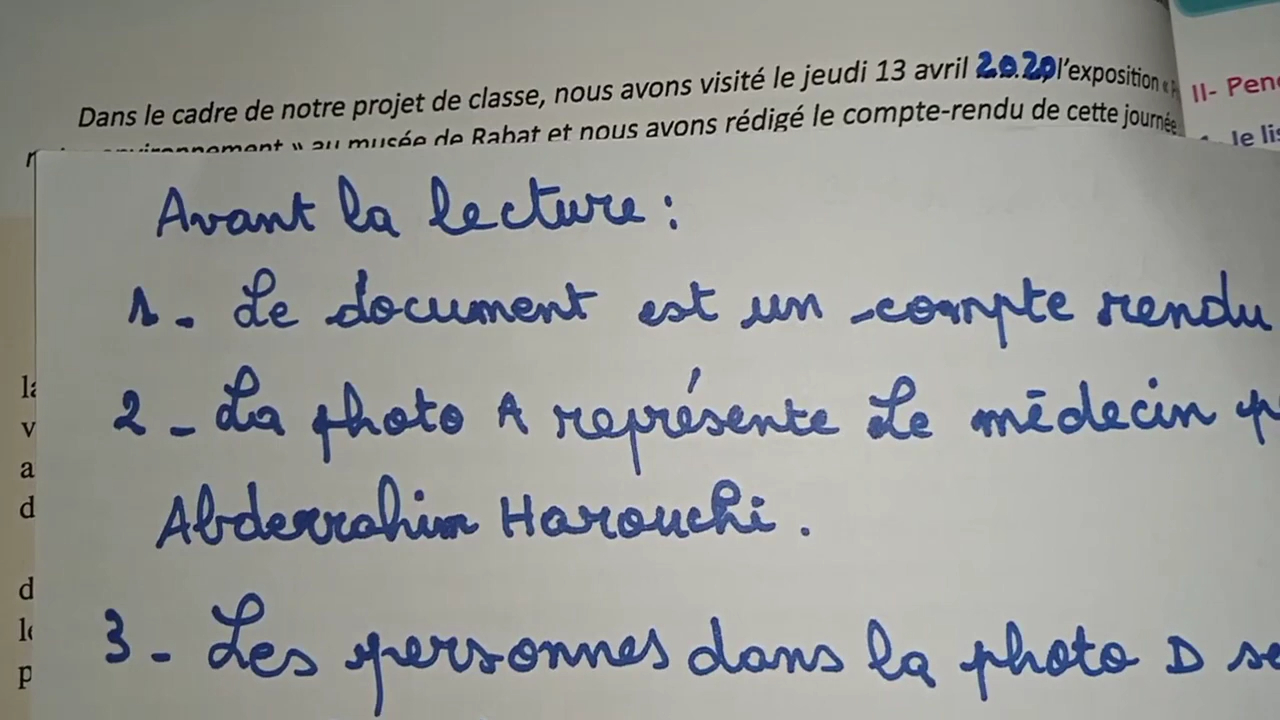 Dans le cadre de notre projet de classe, nous avons visité le jeudi 13 avril 2020, l'exposition «
environnement » au musée de Rabat et nous avons rédigé le compte-rendu de cette journée
II- Pen
Je lis
Avant la lecture :
1 - Le document est un compte rendu
2 - La photo A représente Le médecin p
Abderrahim Harouchi .
3 - Les personnes dans la photo D se
v
a
d
d
p